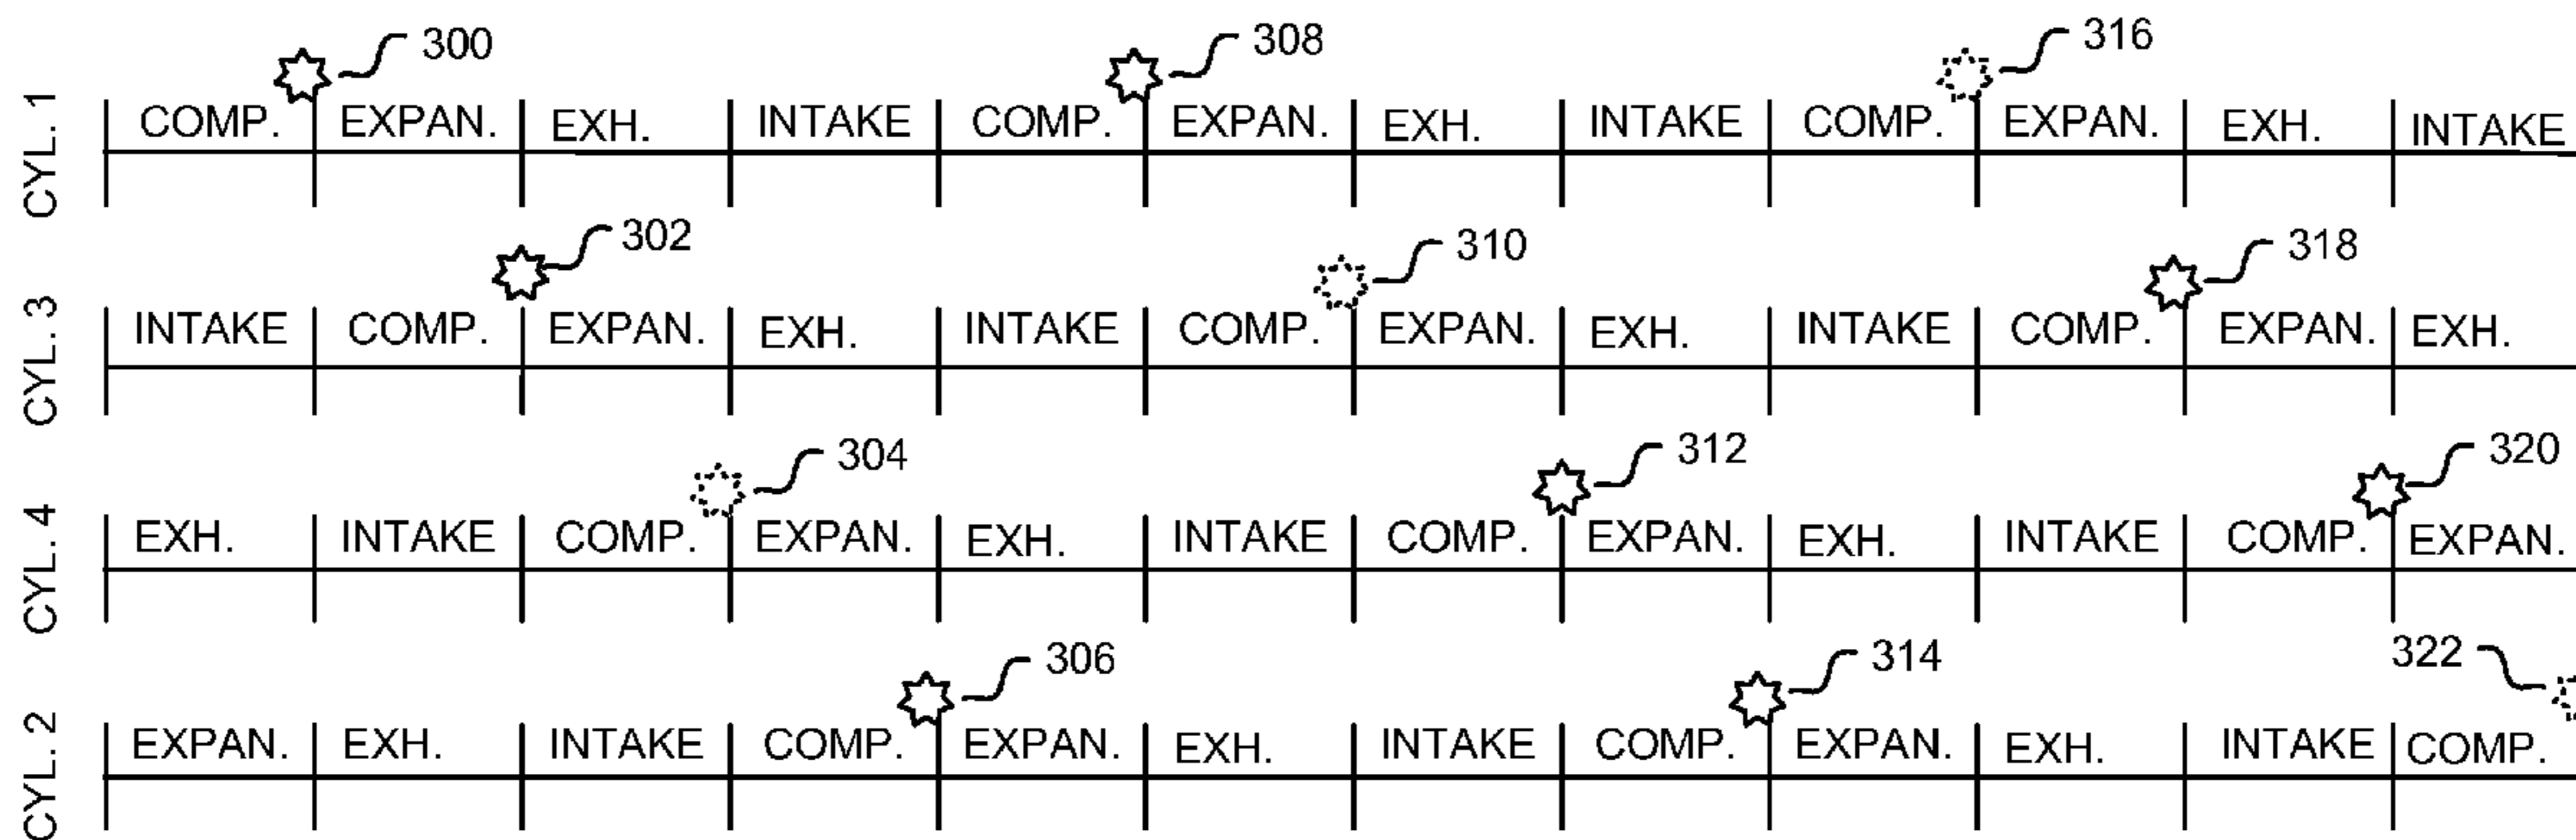 300 308 316
CYL. 1 COMP. EXPAN. EXH. INTAKE COMP. EXPAN. EXH. INTAKE COMP. EXPAN. EXH. INTAKE
302 310 318
CYL. 3 INTAKE COMP. EXPAN. EXH. INTAKE COMP. EXPAN. EXH. INTAKE COMP. EXPAN. EXH.
304 312 320
CYL. 4 EXH. INTAKE COMP. EXPAN. EXH. INTAKE COMP. EXPAN. EXH. INTAKE COMP. EXPAN.
306 314 322
CYL. 2 EXPAN. EXH. INTAKE COMP. EXPAN. EXH. INTAKE COMP. EXPAN. EXH. INTAKE COMP.